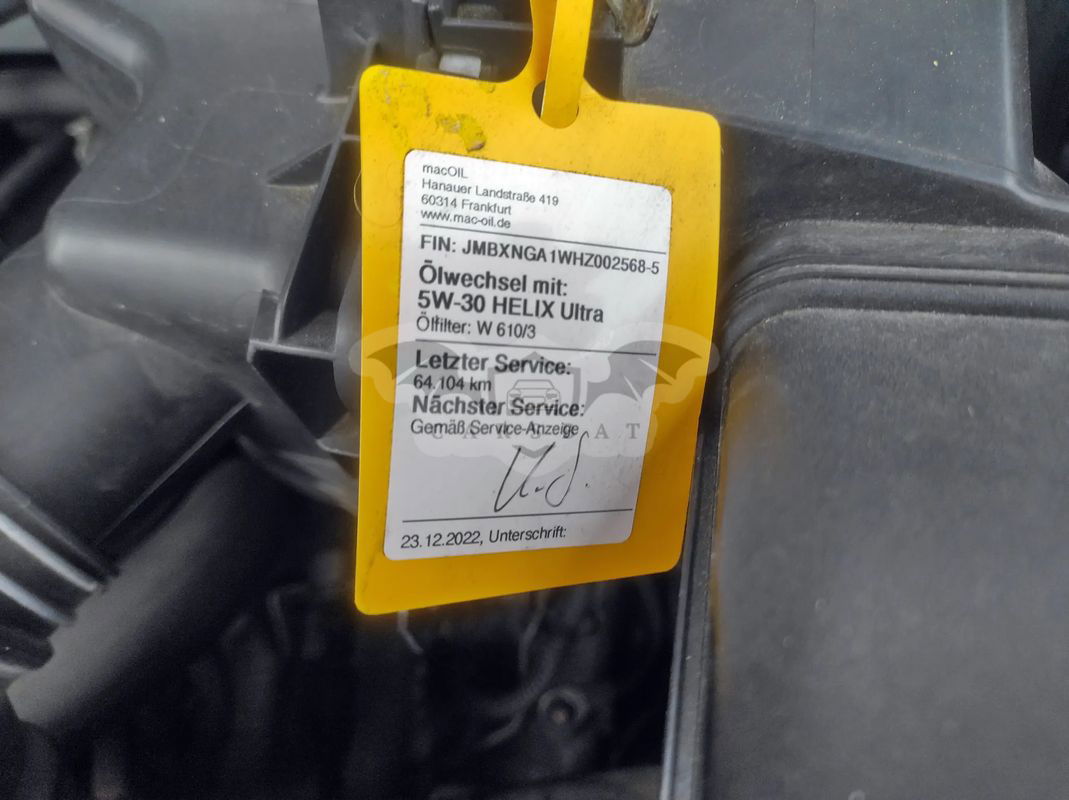 macOIL
Hanauer Landstraße 419
60314 Frankfurt
www.mac-oil.de
FIN: JMBXNGA1WHZ002568-5
Ölwechsel mit:
5W-30 HELIX Ultra
Ölfilter: W 610/3
Letzter Service:
64.104 km
Nächster Service:
Gemäß Service-Anzeige
CARSBAT
23.12.2022, Unterschrift: